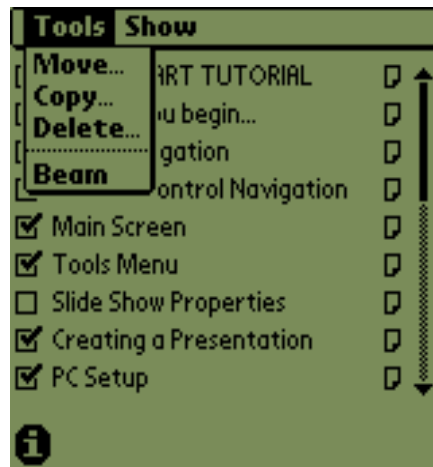 Tools Show
Move...
Copy...
Delete...
Beam
ART TUTORIAL
u begin...
gation
ontrol Navigation
Main Screen
Tools Menu
Slide Show Properties
Creating a Presentation
PC Setup
i